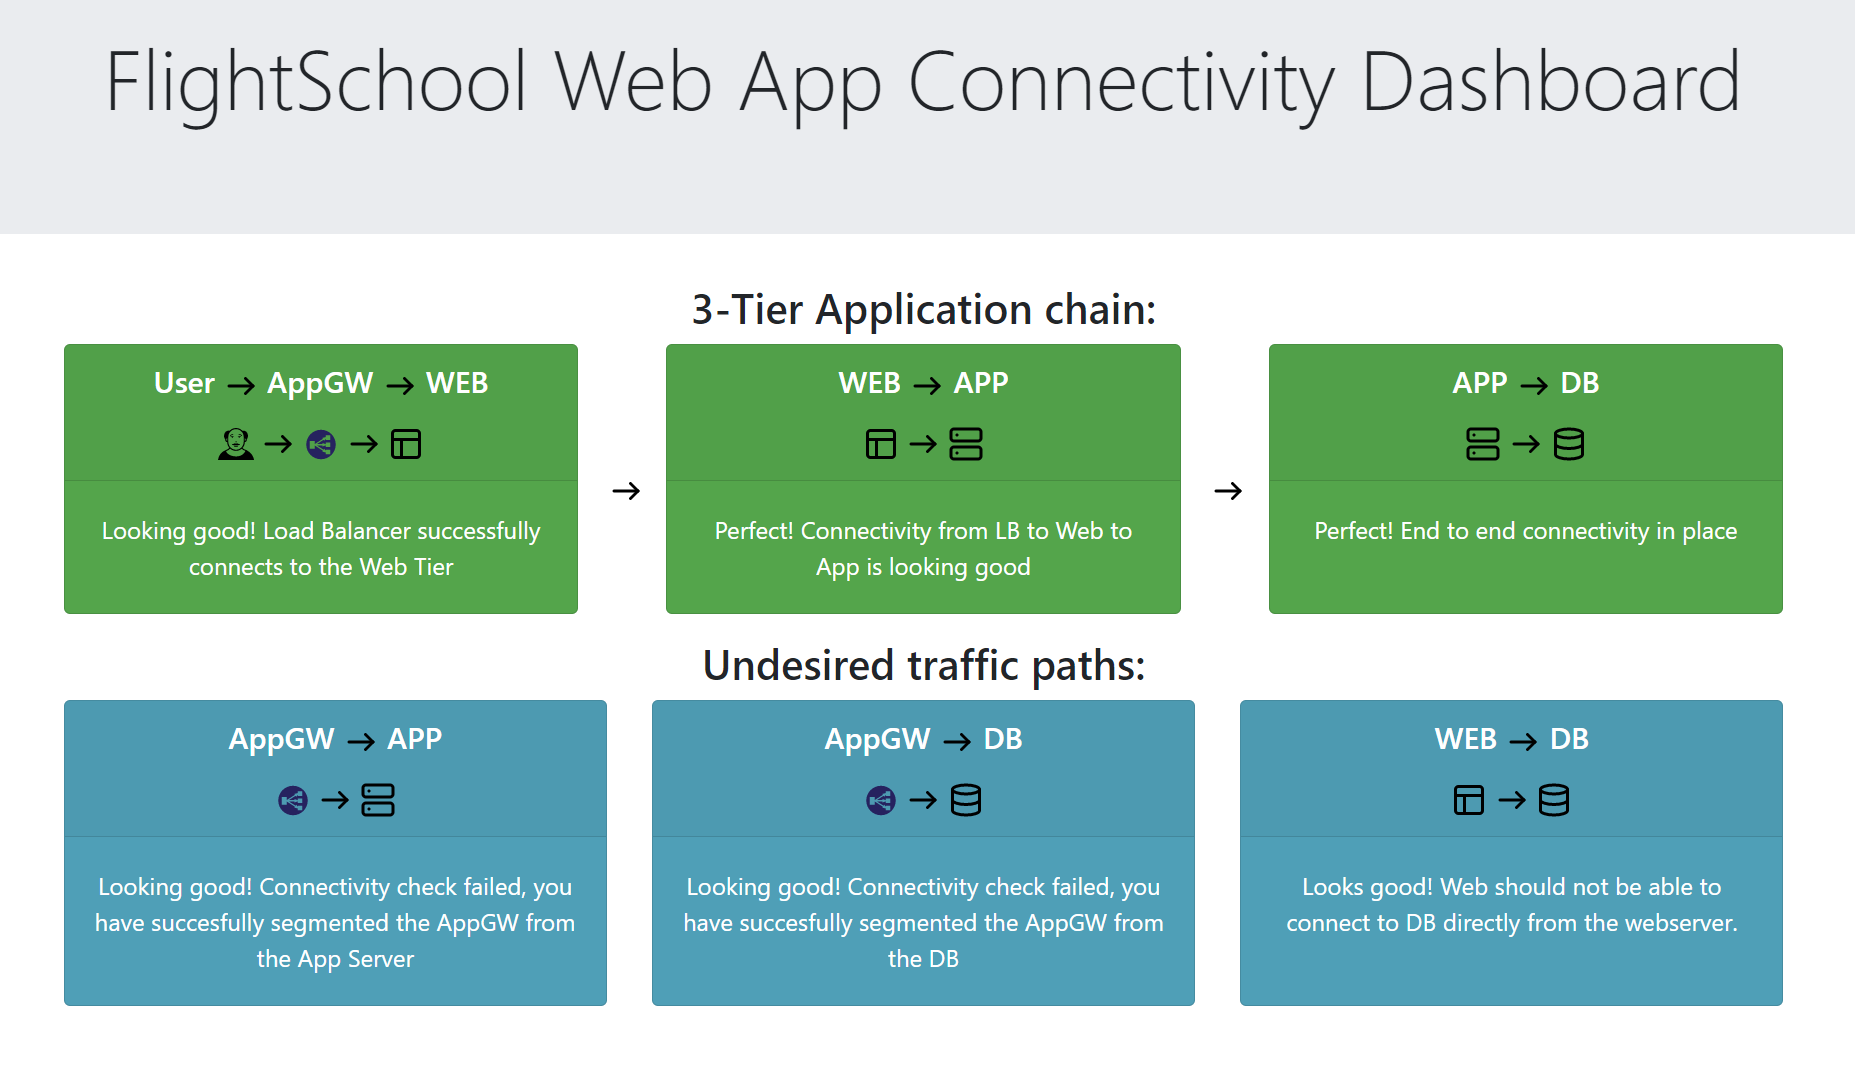 FlightSchool Web App Connectivity Dashboard
3-Tier Application chain:
User → AppGW → WEB
Looking good! Load Balancer successfully
connects to the Web Tier
WEB → APP
Perfect! Connectivity from LB to Web to
App is looking good
APP → DB
Perfect! End to end connectivity in place
Undesired traffic paths:
AppGW → APP
Looking good! Connectivity check failed, you
have succesfully segmented the AppGW from
the App Server
AppGW → DB
Looking good! Connectivity check failed, you
have succesfully segmented the AppGW from
the DB
WEB → DB
Looks good! Web should not be able to
connect to DB directly from the webserver.